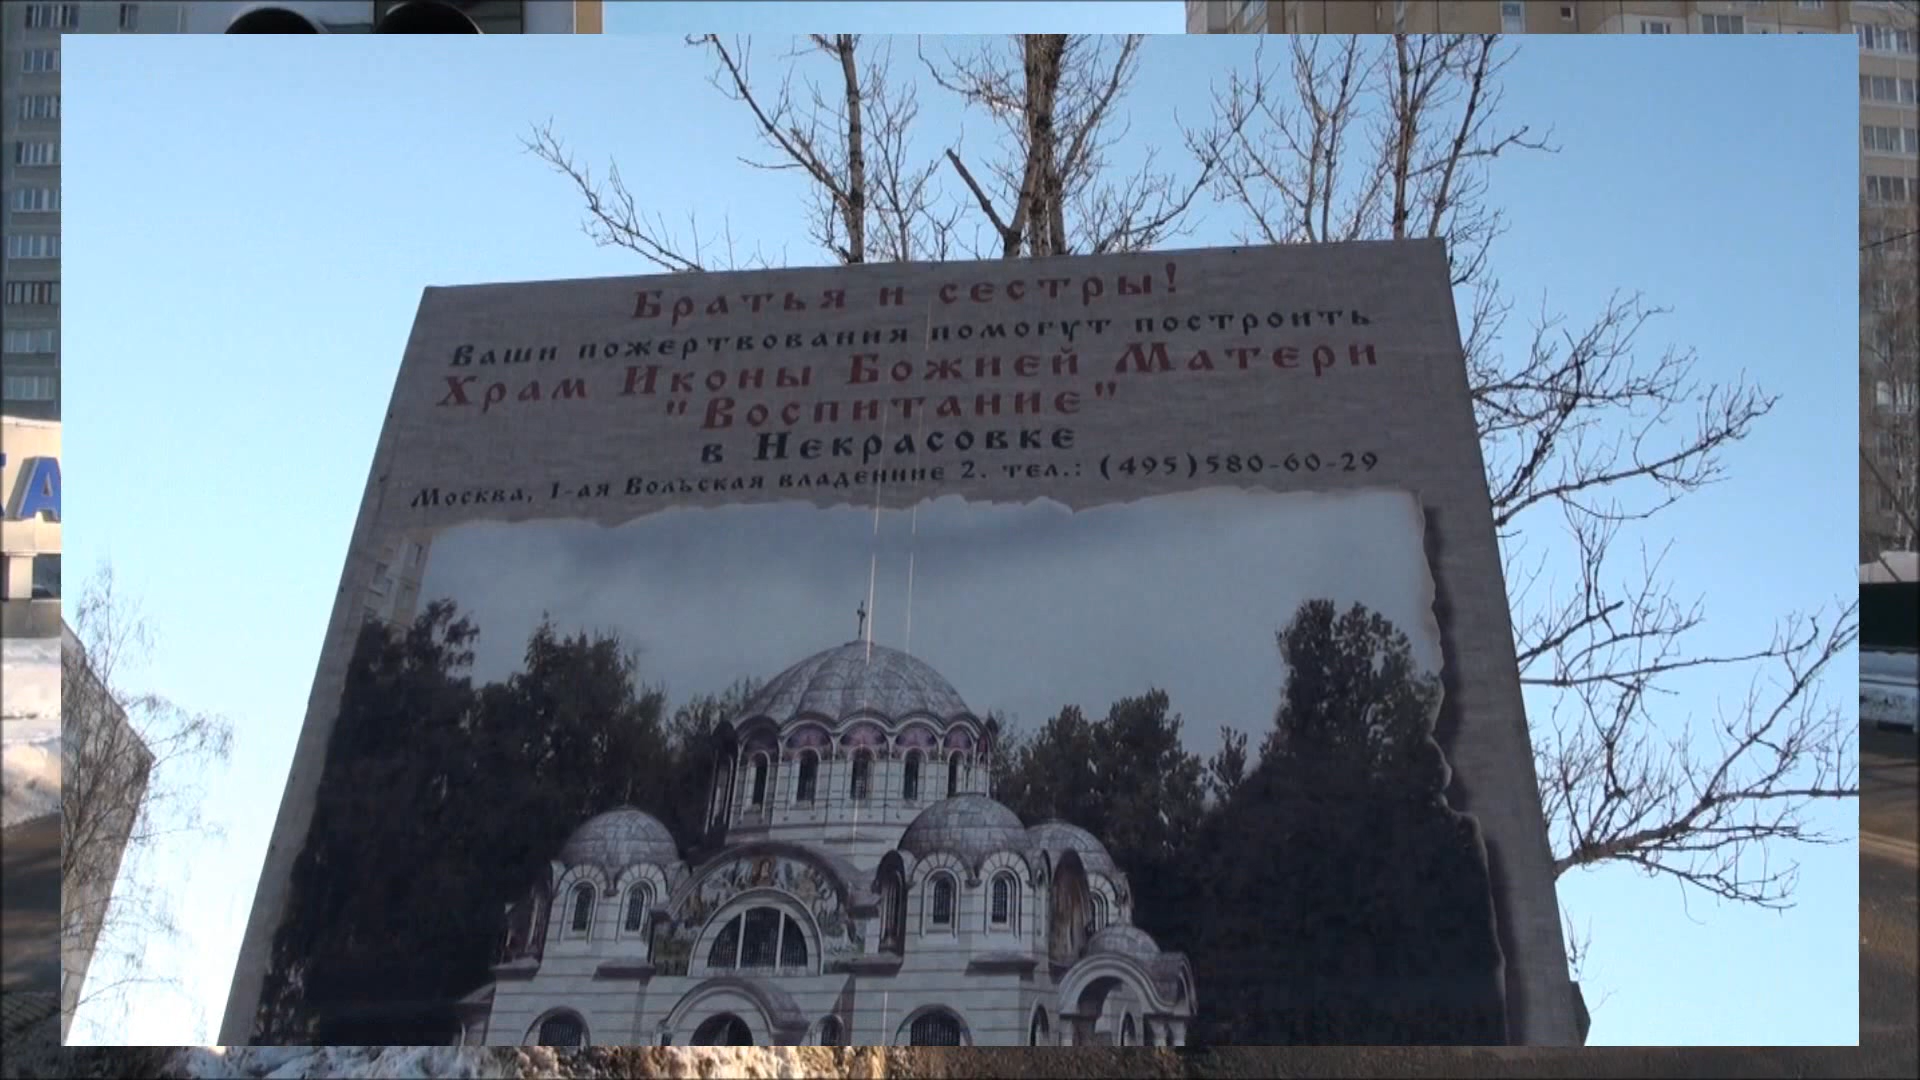 Братья и сестры!
Ваши пожертвования помогут построить
Храм Иконы Божией Матери
"Воспитание"
в Некрасовке
Москва, 1-ая Вольская владение 2. тел.: (495)580-60-29